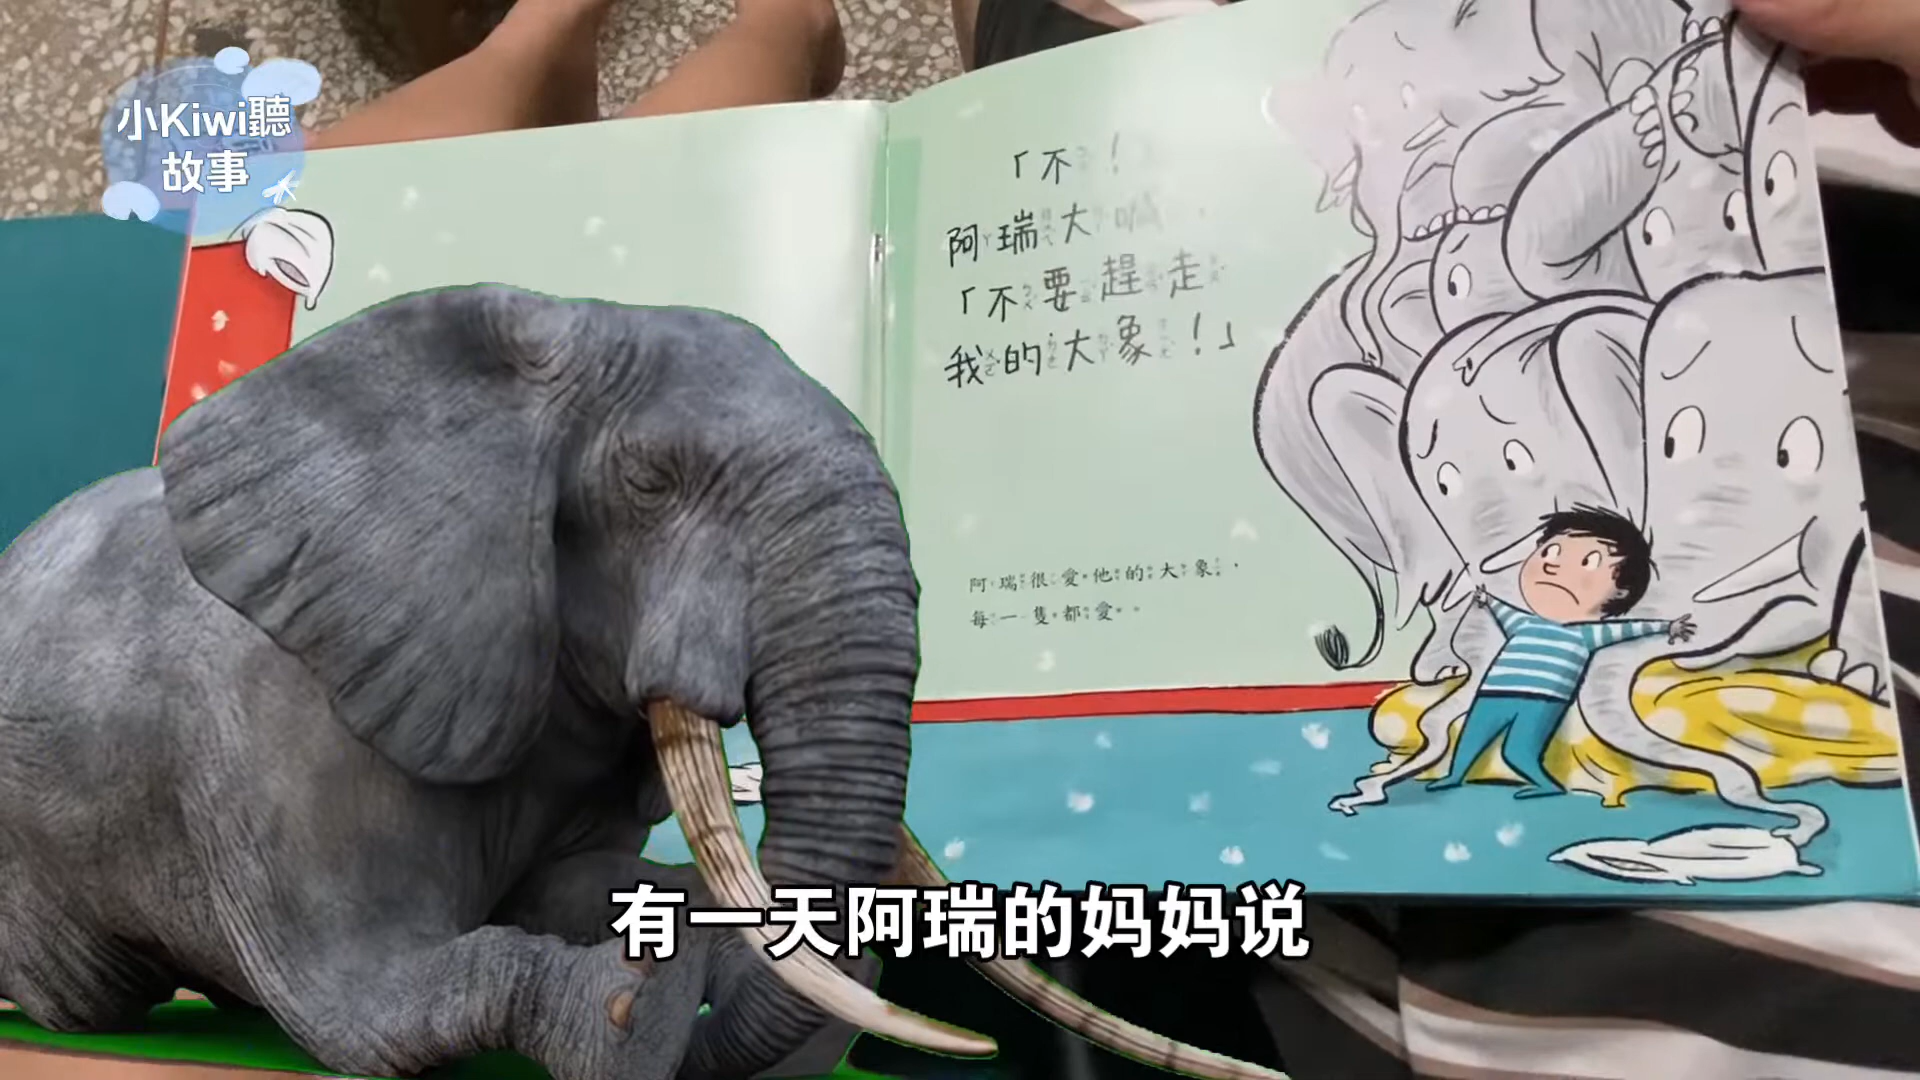 小Kiwi聽
故事
「不！
阿瑞大喊
「不要趕走
我的大象！」
阿瑞很愛他的大象，
每一隻都愛。
有一天阿瑞的妈妈说